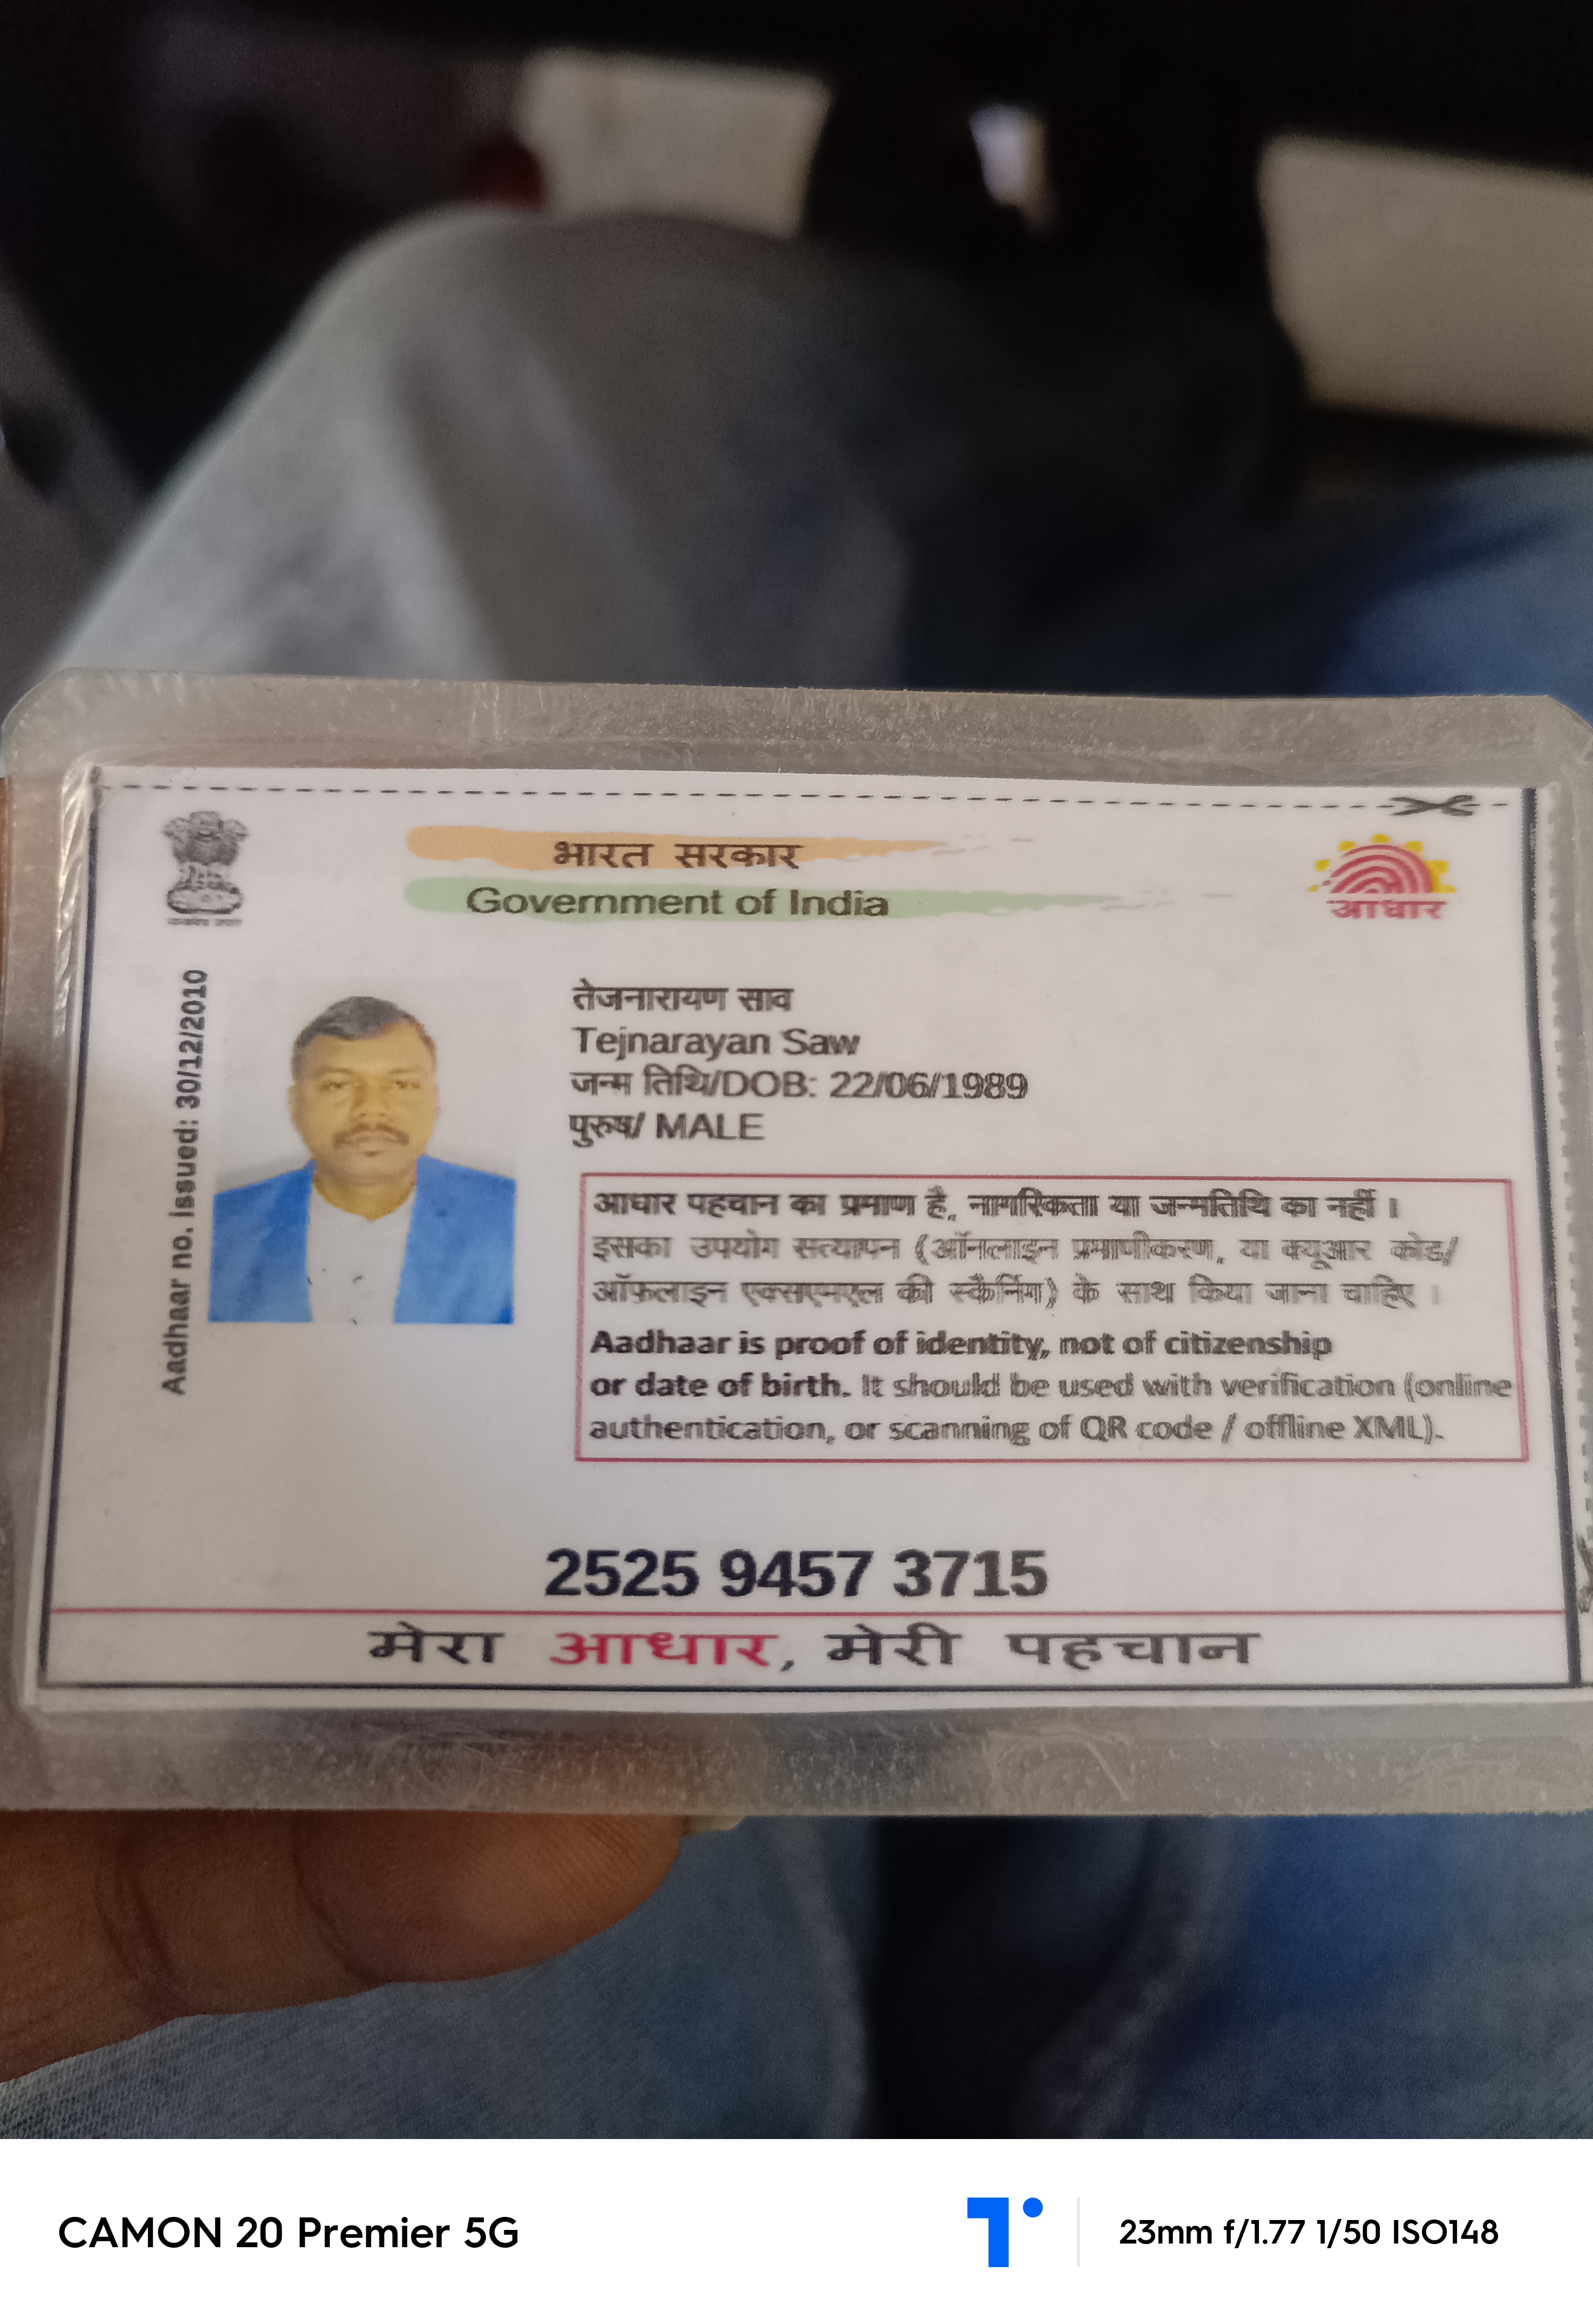 भारत सरकार
Government of India
आधार
Aadhaar no. issued: 30/12/2010
तेजनारायण साव
Tejnarayan Saw
जन्म तिथि/DOB: 22/06/1989
पुरुष/ MALE
आधार पहचान का प्रमाण है, नागरिकता या जन्मतिथि का नहीं ।
इसका उपयोग सत्यापन (ऑनलाइन प्रमाणीकरण, या क्यूआर कोड/
ऑफ़लाइन एक्सएमएल की स्कैनिंग) के साथ किया जाना चाहिए ।
Aadhaar is proof of identity, not of citizenship
or date of birth. It should be used with verification (online
authentication, or scanning of QR code / offline XML).
2525 9457 3715
मेरा आधार, मेरी पहचान
CAMON 20 Premier 5G
23mm f/1.77 1/50 ISO148